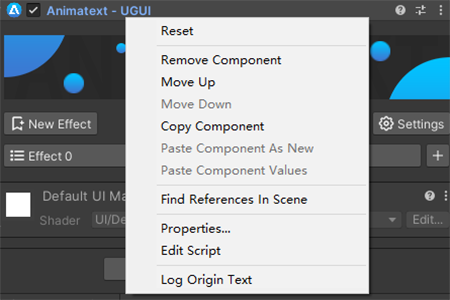 Animatext - UGUI
Reset
Remove Component
Move Up
Move Down
Copy Component
Paste Component As New
Paste Component Values
Find References In Scene
Properties...
Edit Script
Log Origin Text
New Effect
Settings
Effect 0
Default UI Ma
Shader UI/De
Edit...